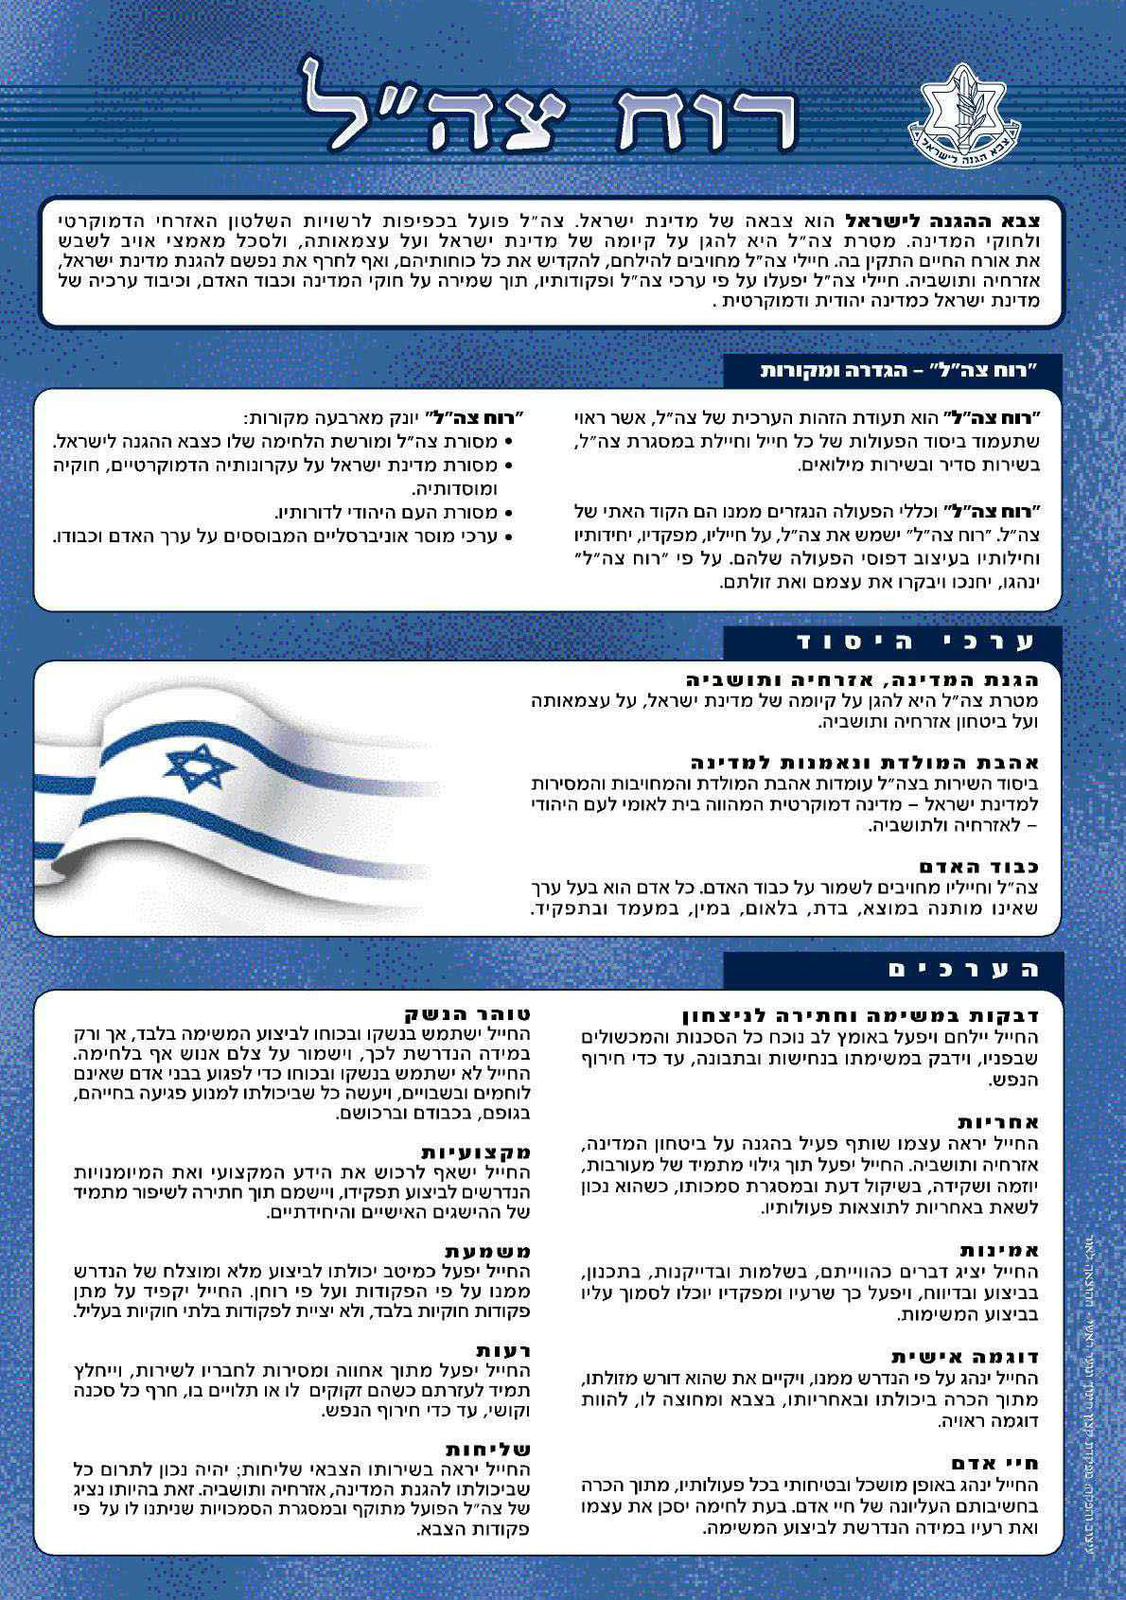 רוח צה"ל
צבא הגנה לישראל
צבא ההגנה לישראל הוא צבאה של מדינת ישראל. צה"ל פועל בכפיפות לרשויות השלטון האזרחי הדמוקרטי
ולחוקי המדינה. מטרת צה"ל היא להגן על קיומה של מדינת ישראל ועל עצמאותה, ולסכל מאמצי אויב לשבש
את אורח החיים התקין בה. חיילי צה"ל מחויבים להילחם, להקדיש את כל כוחותיהם, ואף לחרף את נפשם להגנת מדינת ישראל,
אזרחיה ותושביה. חיילי צה"ל יפעלו על פי ערכי צה"ל ופקודותיו, תוך שמירה על חוקי המדינה וכבוד האדם, וכיבוד ערכיה של
מדינת ישראל כמדינה יהודית ודמוקרטית .
"רוח צה"ל" – הגדרה ומקורות
"רוח צה"ל" הוא תעודת הזהות הערכית של צה"ל, אשר ראוי
שתעמוד ביסוד הפעולות של כל חייל וחיילת במסגרת צה"ל,
בשירות סדיר ובשירות מילואים.
"רוח צה"ל" וכללי הפעולה הנגזרים ממנו הם הקוד האתי של
צה"ל. "רוח צה"ל" ישמש את צה"ל, על חייליו, מפקדיו, יחידותיו
וחילותיו בעיצוב דפוסי הפעולה שלהם. על פי "רוח צה"ל"
ינהגו, יחנכו ויבקרו את עצמם ואת זולתם.
"רוח צה"ל" יונק מארבעה מקורות:
• מסורת צה"ל ומורשת הלחימה שלו כצבא ההגנה לישראל.
• מסורת מדינת ישראל על עקרונותיה הדמוקרטיים, חוקיה
ומוסדותיה.
• מסורת העם היהודי לדורותיו.
• ערכי מוסר אוניברסליים המבוססים על ערך האדם וכבודו.
ערכי היסוד
הגנת המדינה, אזרחיה ותושביה
מטרת צה"ל היא להגן על קיומה של מדינת ישראל, על עצמאותה
ועל ביטחון אזרחיה ותושביה.
אהבת המולדת ונאמנות למדינה
ביסוד השירות בצה"ל עומדות אהבת המולדת והמחויבות והמסירות
למדינת ישראל – מדינה דמוקרטית המהווה בית לאומי לעם היהודי
– לאזרחיה ולתושביה.
כבוד האדם
צה"ל וחייליו מחויבים לשמור על כבוד האדם. כל אדם הוא בעל ערך
שאינו מותנה במוצא, בדת, בלאום, במין, במעמד ובתפקיד.
הערכים
דבקות במשימה וחתירה לניצחון
החייל יילחם ויפעל באומץ לב נוכח כל הסכנות והמכשולים
שבפניו, וידבק במשימתו בנחישות ובתבונה, עד כדי חירוף
הנפש.
אחריות
החייל יראה עצמו שותף פעיל בהגנה על ביטחון המדינה,
אזרחיה ותושביה. החייל יפעל תוך גילוי מתמיד של מעורבות,
יוזמה ושקידה, בשיקול דעת ובמסגרת סמכותו, כשהוא נכון
לשאת באחריות לתוצאות פעולותיו.
אמינות
החייל יציג דברים כהווייתם, בשלמות ובדייקנות, בתכנון,
בביצוע ובדיווח, ויפעל כך שרעיו ומפקדיו יוכלו לסמוך עליו
בביצוע המשימות.
דוגמה אישית
החייל ינהג על פי הנדרש ממנו, ויקיים את שהוא דורש מזולתו,
מתוך הכרה ביכולתו ובאחריותו, בצבא ומחוצה לו, להוות
דוגמה ראויה.
חיי אדם
החייל ינהג באופן מושכל ובטיחותי בכל פעולותיו, מתוך הכרה
בחשיבותם העליונה של חיי אדם. בעת לחימה יסכן את עצמו
ואת רעיו במידה הנדרשת לביצוע המשימה.
טוהר הנשק
החייל ישתמש בנשקו ובכוחו לביצוע המשימה בלבד, אך ורק
במידה הנדרשת לכך, וישמור על צלם אנוש אף בלחימה.
החייל לא ישתמש בנשקו ובכוחו כדי לפגוע בבני אדם שאינם
לוחמים ובשבויים, ויעשה כל שביכולתו למנוע פגיעה בחייהם,
בגופם, בכבודם וברכושם.
מקצועיות
החייל ישאף לרכוש את הידע המקצועי ואת המיומנויות
הנדרשים לביצוע תפקידו, ויישמם תוך חתירה לשיפור מתמיד
של ההישגים האישיים והיחידתיים.
משמעת
החייל יפעל כמיטב יכולתו לביצוע מלא ומוצלח של הנדרש
ממנו על פי הפקודות ועל פי רוחן. החייל יקפיד על מתן
פקודות חוקיות בלבד, ולא יציית לפקודות בלתי חוקיות בעליל.
רעות
החייל יפעל מתוך אחווה ומסירות לחבריו לשירות, וייחלץ
תמיד לעזרתם כשהם זקוקים לו או תלויים בו, חרף כל סכנה
וקושי, עד כדי חירוף הנפש.
שליחות
החייל יראה בשירותו הצבאי שליחות; יהיה נכון לתרום כל
שביכולתו להגנת המדינה, אזרחיה ותושביה. זאת בהיותו נציג
של צה"ל הפועל מתוקף ובמסגרת הסמכויות שניתנו לו על פי
פקודות הצבא.